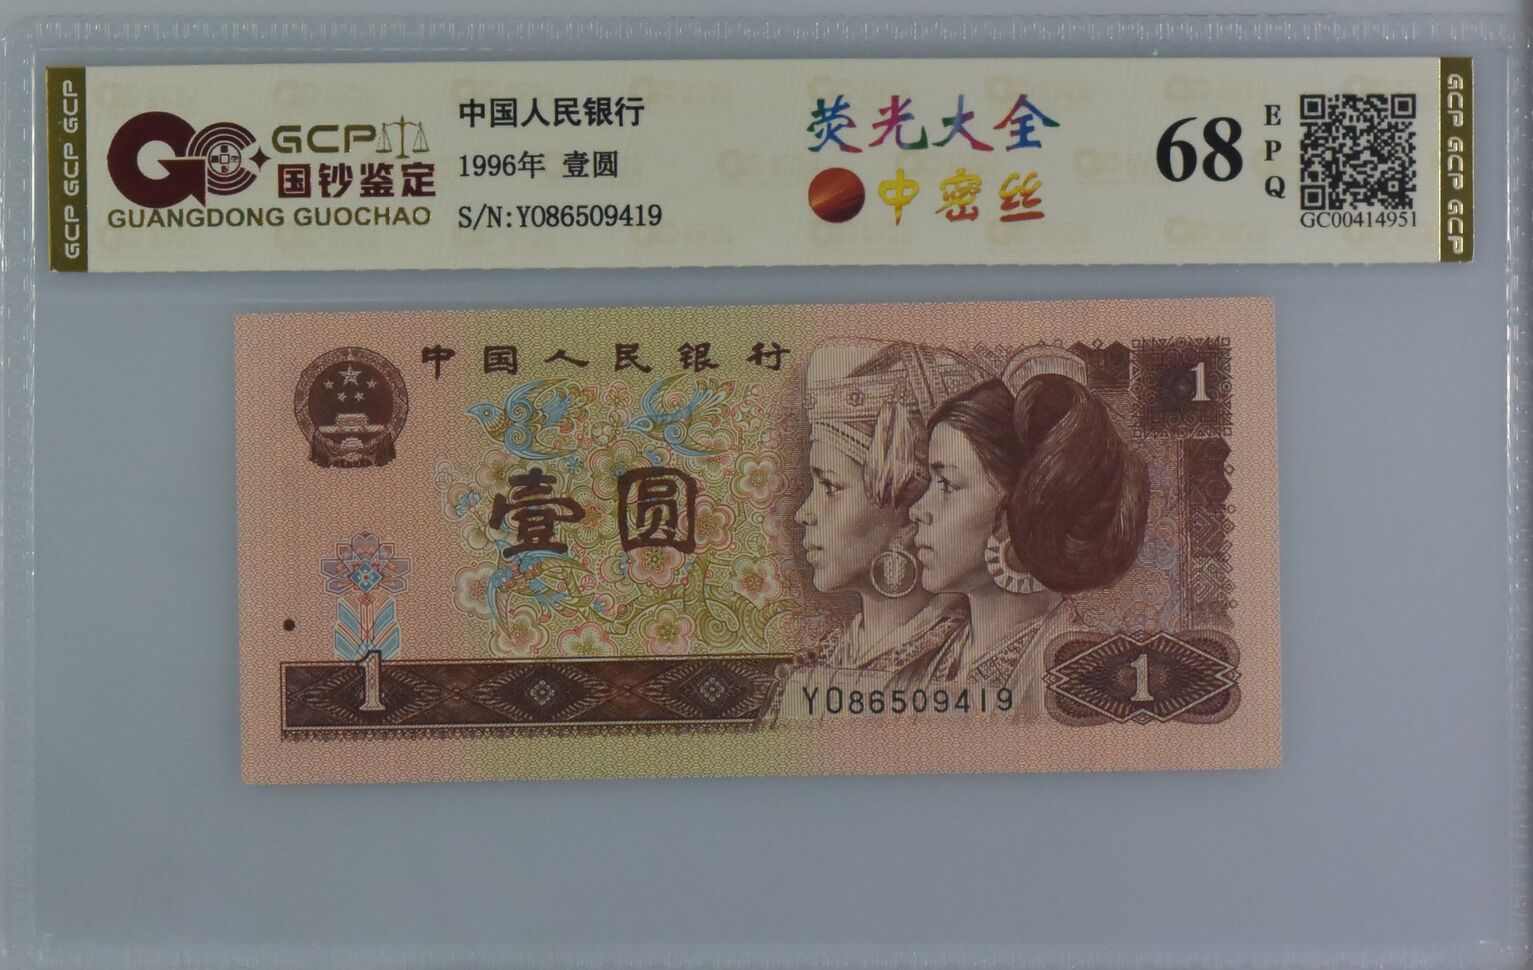 GCP GCP GCP
GCP
国钞鉴定
GUANGDONG GUOCHAO
中国人民银行
1996年 壹圆
S/N:Y086509419
荧光大全
中密丝
68
EPQ
GC00414951
GCP GCP GCP
中国人民银行
1
壹圆
1
Y086509419
1